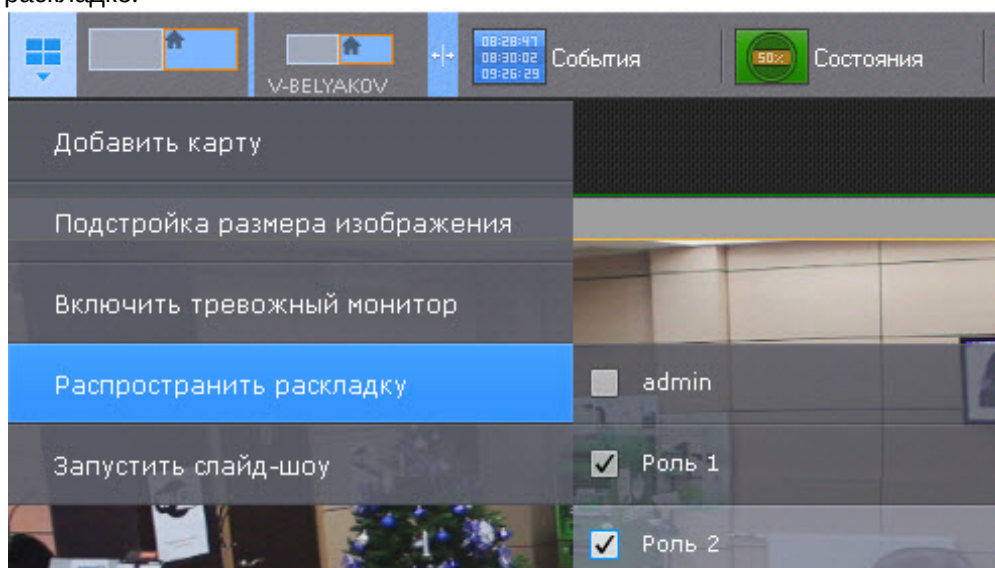 раскладке.
08:28:47
08:30:02
09:26:29
События
50%
Состояния
V-BELYAKOV
Добавить карту
Подстройка размера изображения
Включить тревожный монитор
Распространить раскладку
admin
Запустить слайд-шоу
Роль 1
Роль 2